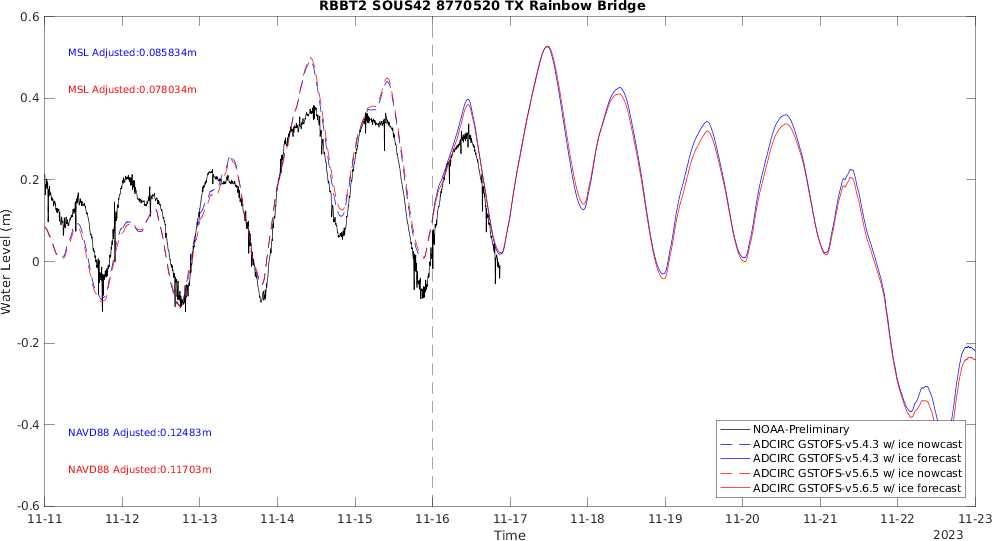 RBBT2 SOUS42 8770520 TX Rainbow Bridge
0.6
0.4
0.2
0
-0.2
-0.4
-0.6
Water Level (m)
MSL Adjusted:0.085834m
MSL Adjusted:0.078034m
NAVD88 Adjusted:0.12483m
NAVD88 Adjusted:0.11703m
NOAA-Preliminary
ADCIRC GSTOFS-v5.4.3 w/ ice nowcast
ADCIRC GSTOFS-v5.4.3 w/ ice forecast
ADCIRC GSTOFS-v5.6.5 w/ ice nowcast
ADCIRC GSTOFS-v5.6.5 w/ ice forecast
11-11 11-12 11-13 11-14 11-15 11-16 11-17 11-18 11-19 11-20 11-21 11-22 11-23
Time
2023